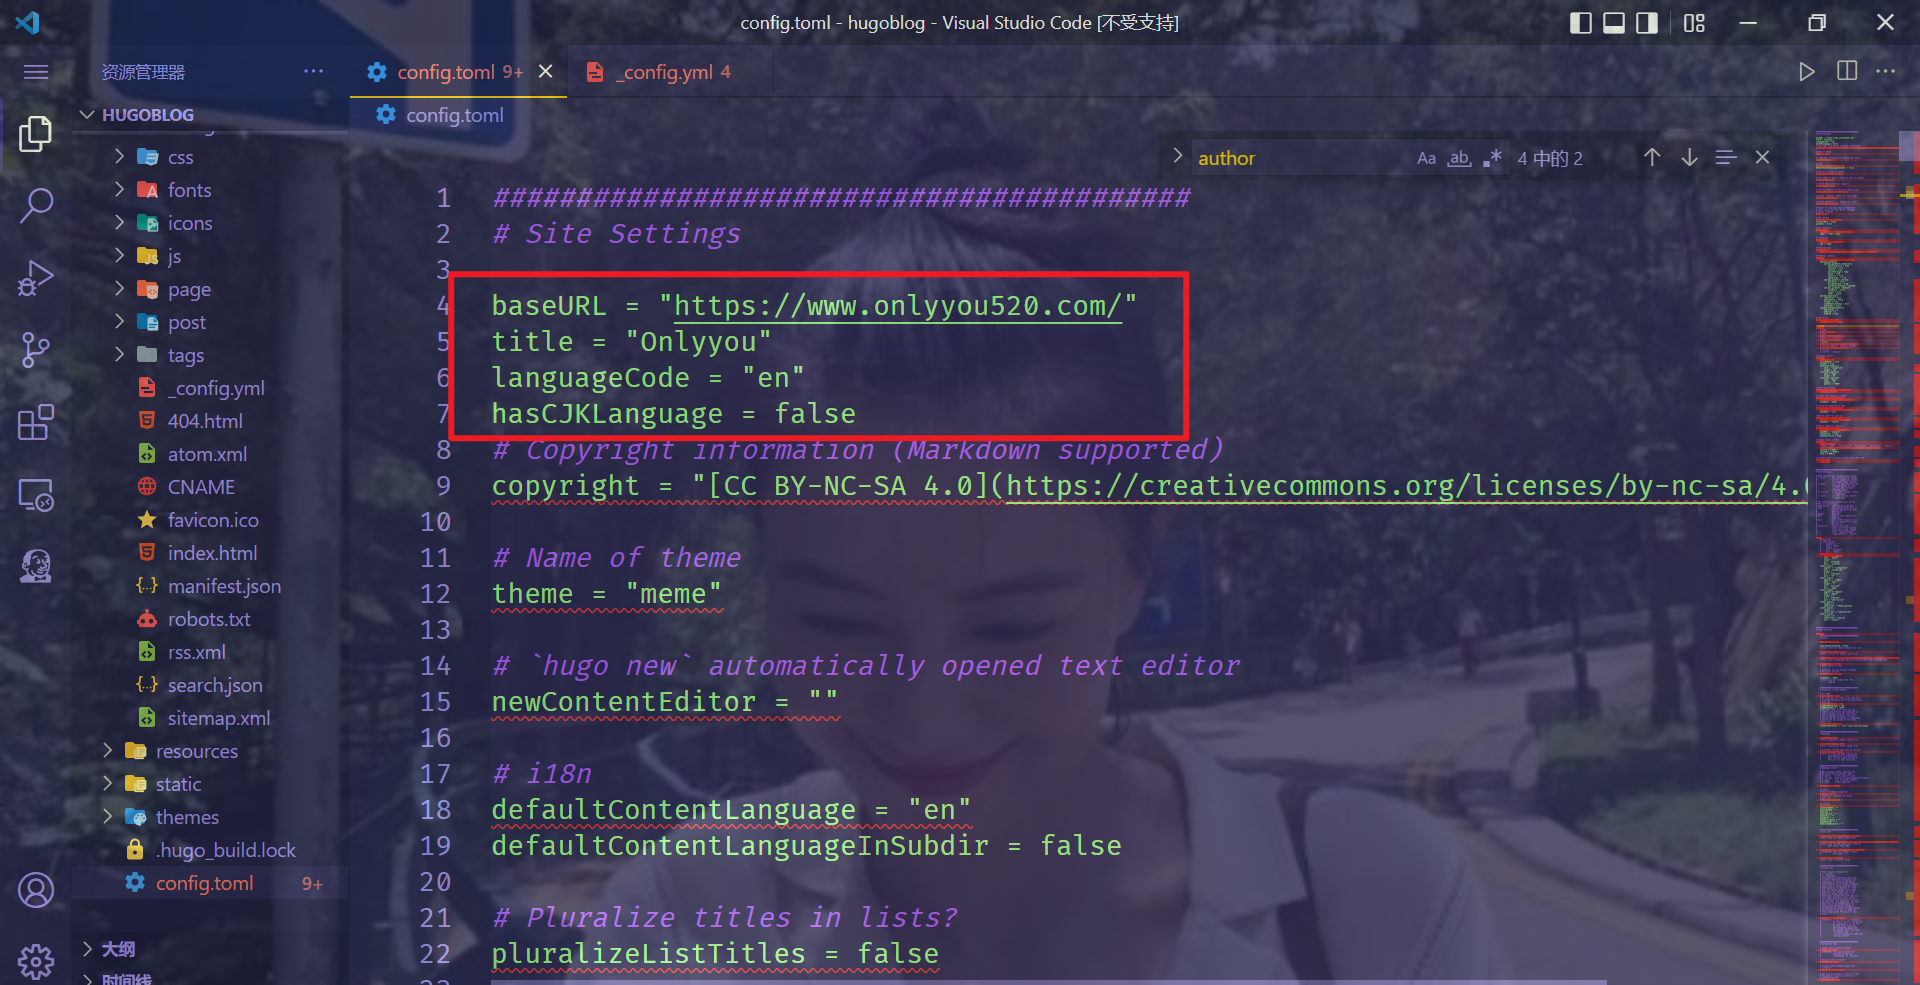 config.toml - hugoblog - Visual Studio Code [不受支持]
资源管理器
config.toml 9+
_config.yml 4
HUGOBLOG
config.toml
css
fonts
icons
js
page
post
tags
_config.yml
404.html
atom.xml
CNAME
favicon.ico
index.html
manifest.json
robots.txt
rss.xml
search.json
sitemap.xml
resources
static
themes
.hugo_build.lock
config.toml 9+
大纲
时间线
author Aa ab .* 4 中的 2
1 ##########################################
2 # Site Settings
3
4 baseURL = "https://www.onlyyou520.com/"
5 title = "Onlyyou"
6 languageCode = "en"
7 hasCJKLanguage = false
8 # Copyright information (Markdown supported)
9 copyright = "[CC BY-NC-SA 4.0](https://creativecommons.org/licenses/by-nc-sa/4.0
10
11 # Name of theme
12 theme = "meme"
13
14 # `hugo new` automatically opened text editor
15 newContentEditor = ""
16
17 # i18n
18 defaultContentLanguage = "en"
19 defaultContentLanguageInSubdir = false
20
21 # Pluralize titles in lists?
22 pluralizeListTitles = false